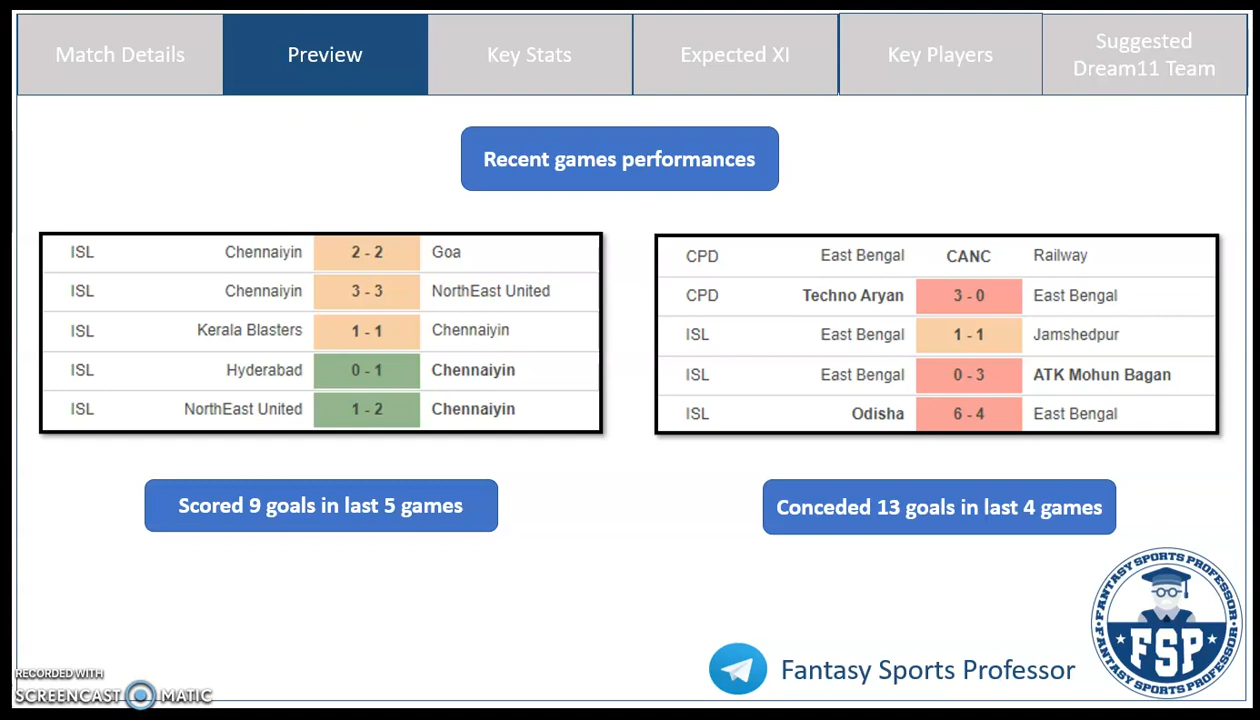 Match Details
Preview
Key Stats
Expected XI
Key Players
Suggested
Dream11 Team
Recent games performances
ISL Chennaiyin 2 - 2 Goa
ISL Chennaiyin 3 - 3 NorthEast United
ISL Kerala Blasters 1 - 1 Chennaiyin
ISL Hyderabad 0 - 1 Chennaiyin
ISL NorthEast United 1 - 2 Chennaiyin
CPD East Bengal CANC Railway
CPD Techno Aryan 3 - 0 East Bengal
ISL East Bengal 1 - 1 Jamshedpur
ISL East Bengal 0 - 3 ATK Mohun Bagan
ISL Odisha 6 - 4 East Bengal
Scored 9 goals in last 5 games
Conceded 13 goals in last 4 games
Fantasy Sports Professor
FANTASY SPORTS PROFESSOR
FSP
FANTASY SPORTS PROFESSOR
RECORDED WITH
SCREENCAST MATIC